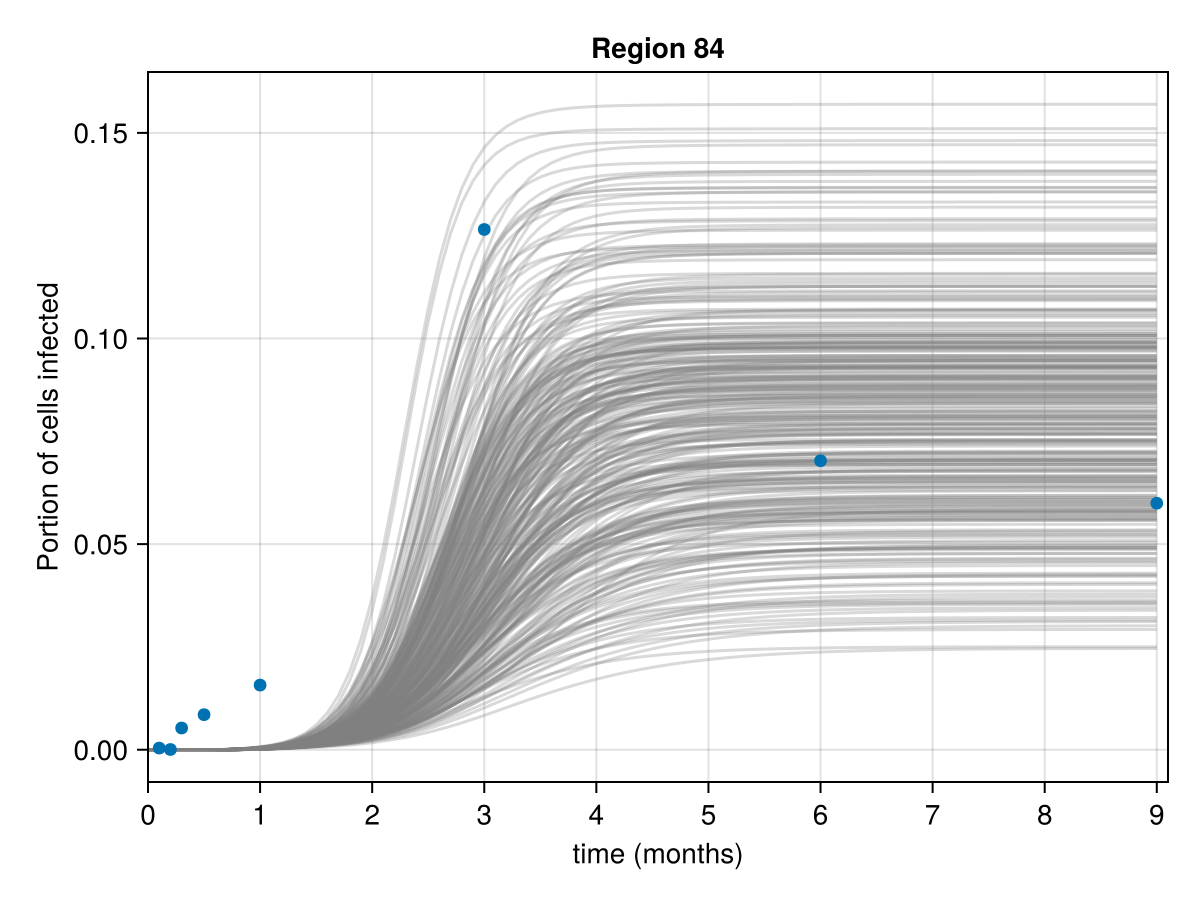 Region 84
Portion of cells infected
0.15
0.10
0.05
0.00
0 1 2 3 4 5 6 7 8 9
time (months)